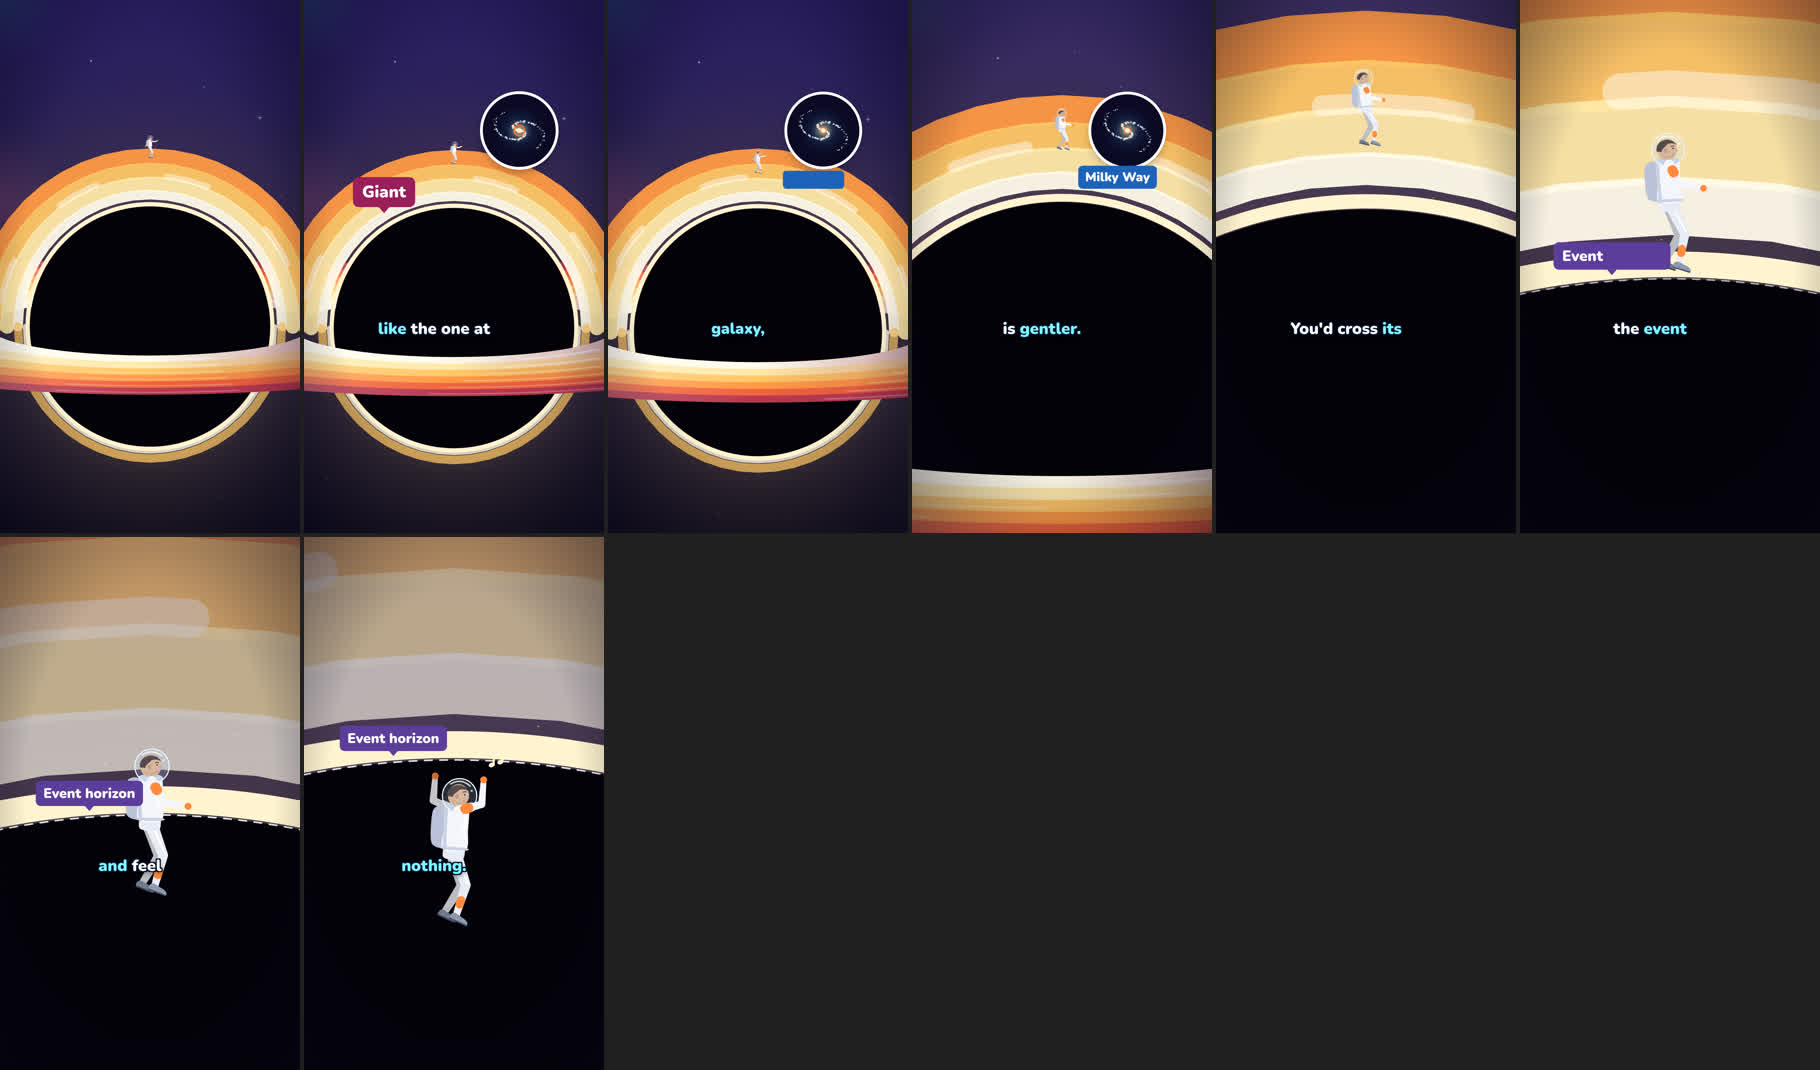 Giant
like the one at
galaxy,
Milky Way
is gentler.
You'd cross its
Event
the event
Event horizon
and feel
Event horizon
nothing.